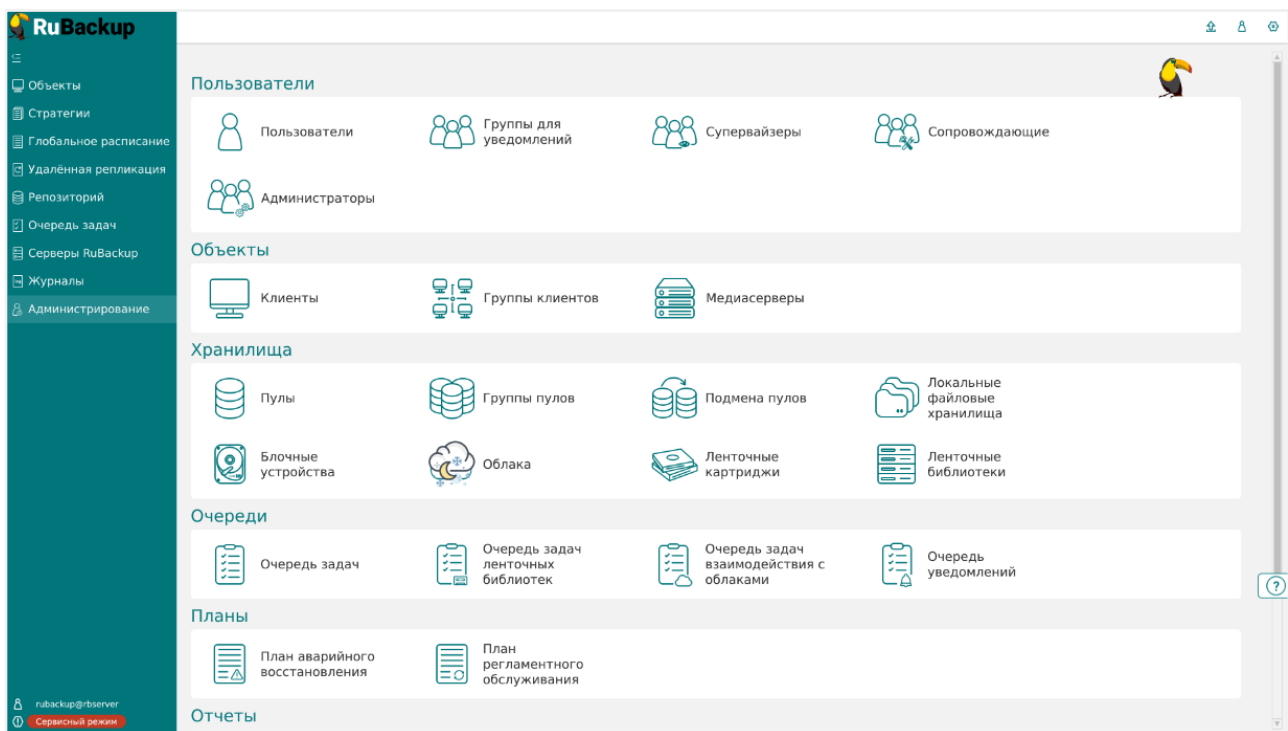 RuBackup
Объекты
Стратегии
Глобальное расписание
Удалённая репликация
Репозиторий
Очередь задач
Серверы RuBackup
Журналы
Администрирование
rubackup@rbserver
Сервисный режим
Пользователи
Пользователи
Группы для
уведомлений
Супервайзеры
Сопровождающие
Администраторы
Объекты
Клиенты
Группы клиентов
Медиасерверы
Хранилища
Пулы
Группы пулов
Подмена пулов
Локальные
файловые
хранилища
Блочные
устройства
Облака
Ленточные
картриджи
Ленточные
библиотеки
Очереди
Очередь задач
Очередь задач
ленточных
библиотек
Очередь задач
взаимодействия с
облаками
Очередь
уведомлений
Планы
План аварийного
восстановления
План
регламентного
обслуживания
Отчеты
?